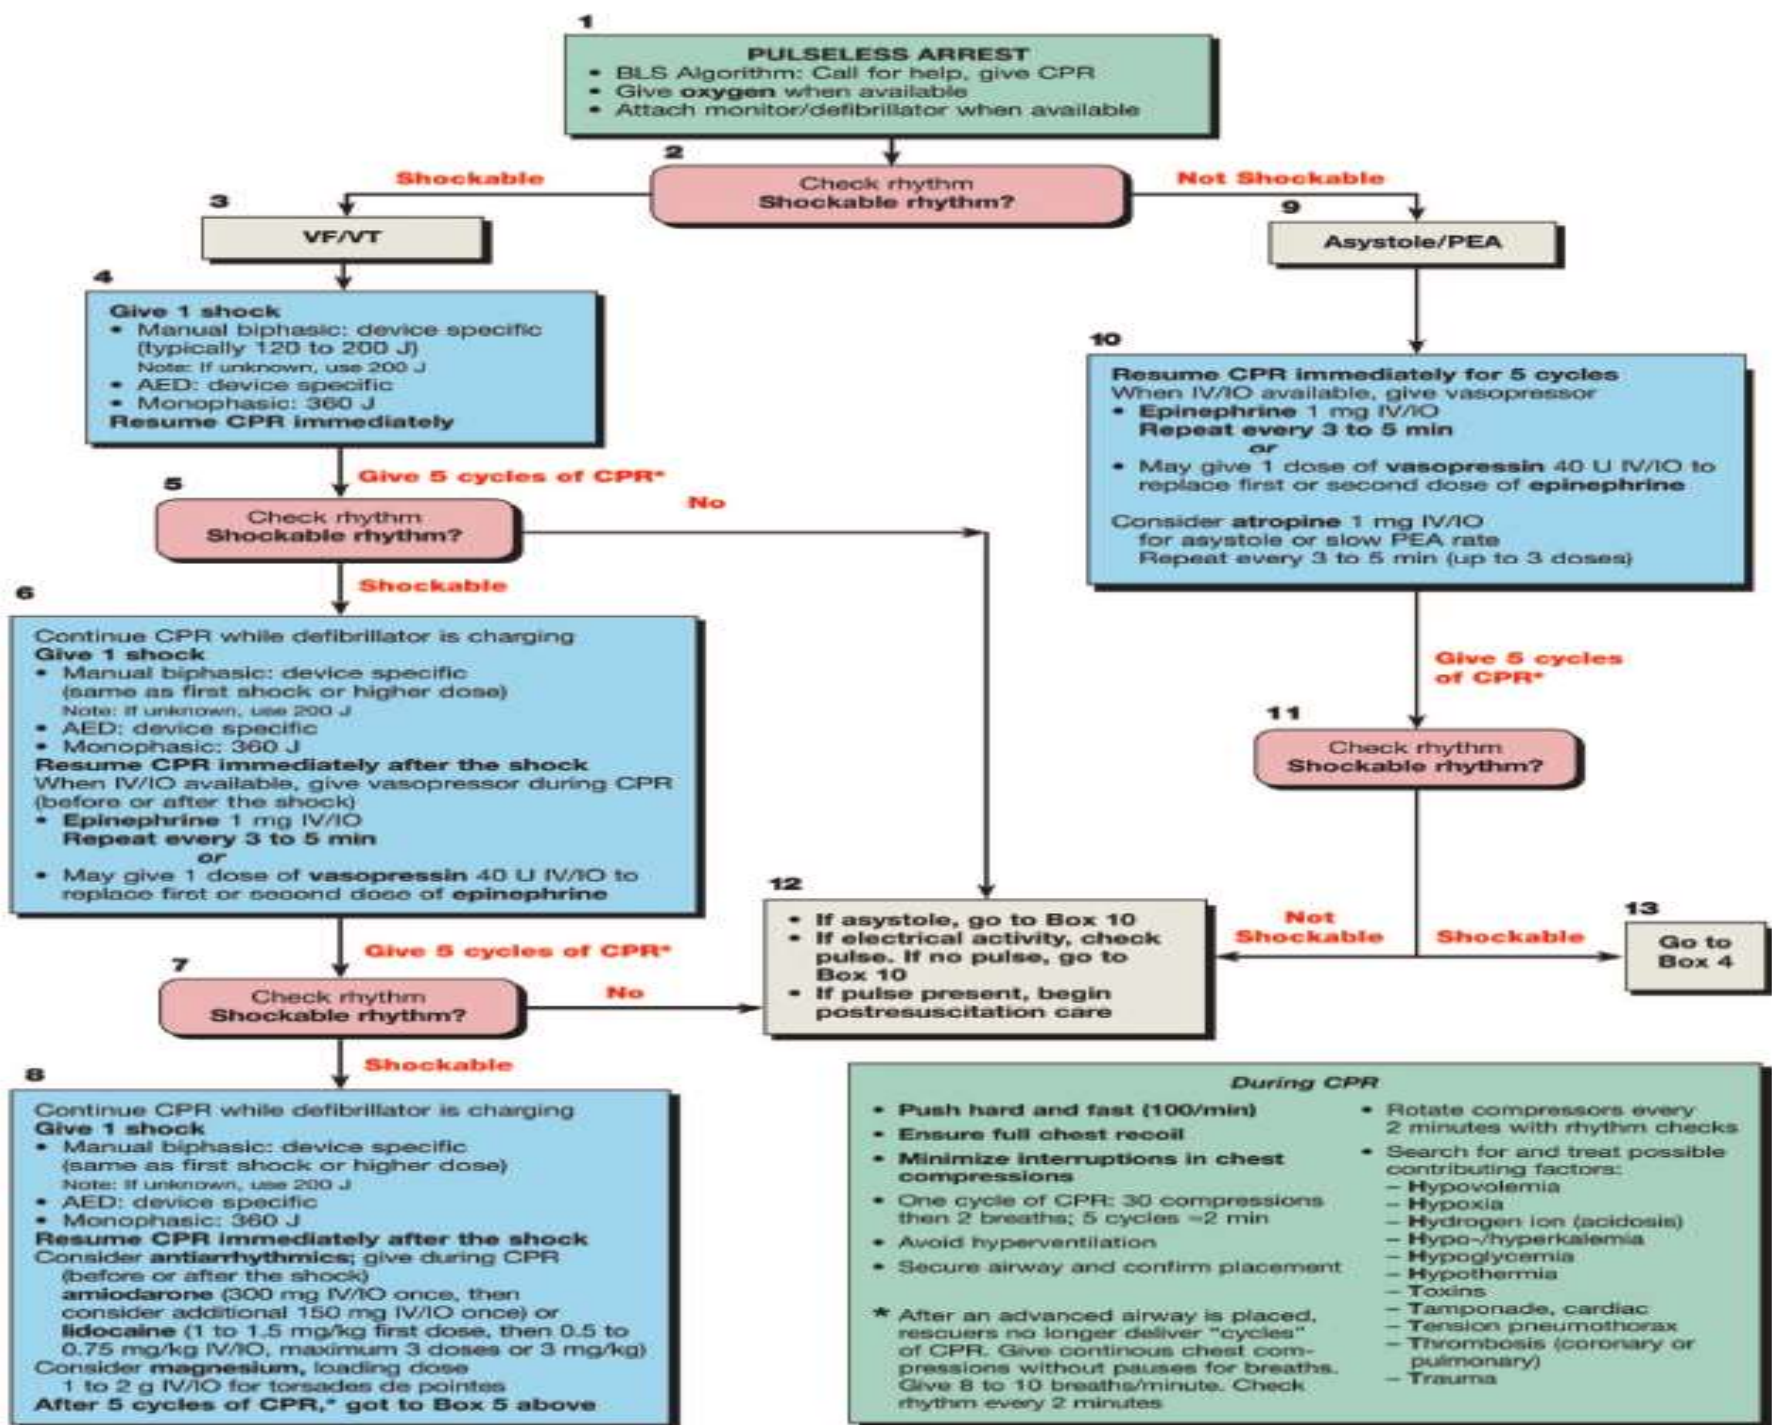 1
PULSELESS ARREST
• BLS Algorithm: Call for help, give CPR
• Give oxygen when available
• Attach monitor/defibrillator when available
2
Check rhythm
Shockable rhythm?
Shockable
Not Shockable
3
VF/VT
4
Give 1 shock
• Manual biphasic: device specific
(typically 120 to 200 J)
Note: If unknown, use 200 J
• AED: device specific
• Monophasic: 360 J
Resume CPR immediately
Give 5 cycles of CPR*
5
Check rhythm
Shockable rhythm?
No
Shockable
6
Continue CPR while defibrillator is charging
Give 1 shock
• Manual biphasic: device specific
(same as first shock or higher dose)
Note: If unknown, use 200 J
• AED: device specific
• Monophasic: 360 J
Resume CPR immediately after the shock
When IV/IO available, give vasopressor during CPR
(before or after the shock)
• Epinephrine 1 mg IV/IO
Repeat every 3 to 5 min
or
• May give 1 dose of vasopressin 40 U IV/IO to
replace first or second dose of epinephrine
Give 5 cycles of CPR*
7
Check rhythm
Shockable rhythm?
No
Shockable
8
Continue CPR while defibrillator is charging
Give 1 shock
• Manual biphasic: device specific
(same as first shock or higher dose)
Note: If unknown, use 200 J
• AED: device specific
• Monophasic: 360 J
Resume CPR immediately after the shock
Consider antiarrhythmics; give during CPR
(before or after the shock)
amiodarone (300 mg IV/IO once, then
consider additional 150 mg IV/IO once) or
lidocaine (1 to 1.5 mg/kg first dose, then 0.5 to
0.75 mg/kg IV/IO, maximum 3 doses or 3 mg/kg)
Consider magnesium, loading dose
1 to 2 g IV/IO for torsades de pointes
After 5 cycles of CPR,* got to Box 5 above
9
Asystole/PEA
10
Resume CPR immediately for 5 cycles
When IV/IO available, give vasopressor
• Epinephrine 1 mg IV/IO
Repeat every 3 to 5 min
or
• May give 1 dose of vasopressin 40 U IV/IO to
replace first or second dose of epinephrine
Consider atropine 1 mg IV/IO
for asystole or slow PEA rate
Repeat every 3 to 5 min (up to 3 doses)
Give 5 cycles
of CPR*
11
Check rhythm
Shockable rhythm?
Not
Shockable
Shockable
12
• If asystole, go to Box 10
• If electrical activity, check
pulse. If no pulse, go to
Box 10
• If pulse present, begin
postresuscitation care
13
Go to
Box 4
During CPR
• Push hard and fast (100/min)
• Ensure full chest recoil
• Minimize interruptions in chest
compressions
• One cycle of CPR: 30 compressions
then 2 breaths; 5 cycles ≈2 min
• Avoid hyperventilation
• Secure airway and confirm placement
* After an advanced airway is placed,
rescuers no longer deliver "cycles"
of CPR. Give continous chest com-
pressions without pauses for breaths.
Give 8 to 10 breaths/minute. Check
rhythm every 2 minutes
• Rotate compressors every
2 minutes with rhythm checks
• Search for and treat possible
contributing factors:
– Hypovolemia
– Hypoxia
– Hydrogen ion (acidosis)
– Hypo-/hyperkalemia
– Hypoglycemia
– Hypothermia
– Toxins
– Tamponade, cardiac
– Tension pneumothorax
– Thrombosis (coronary or
pulmonary)
– Trauma